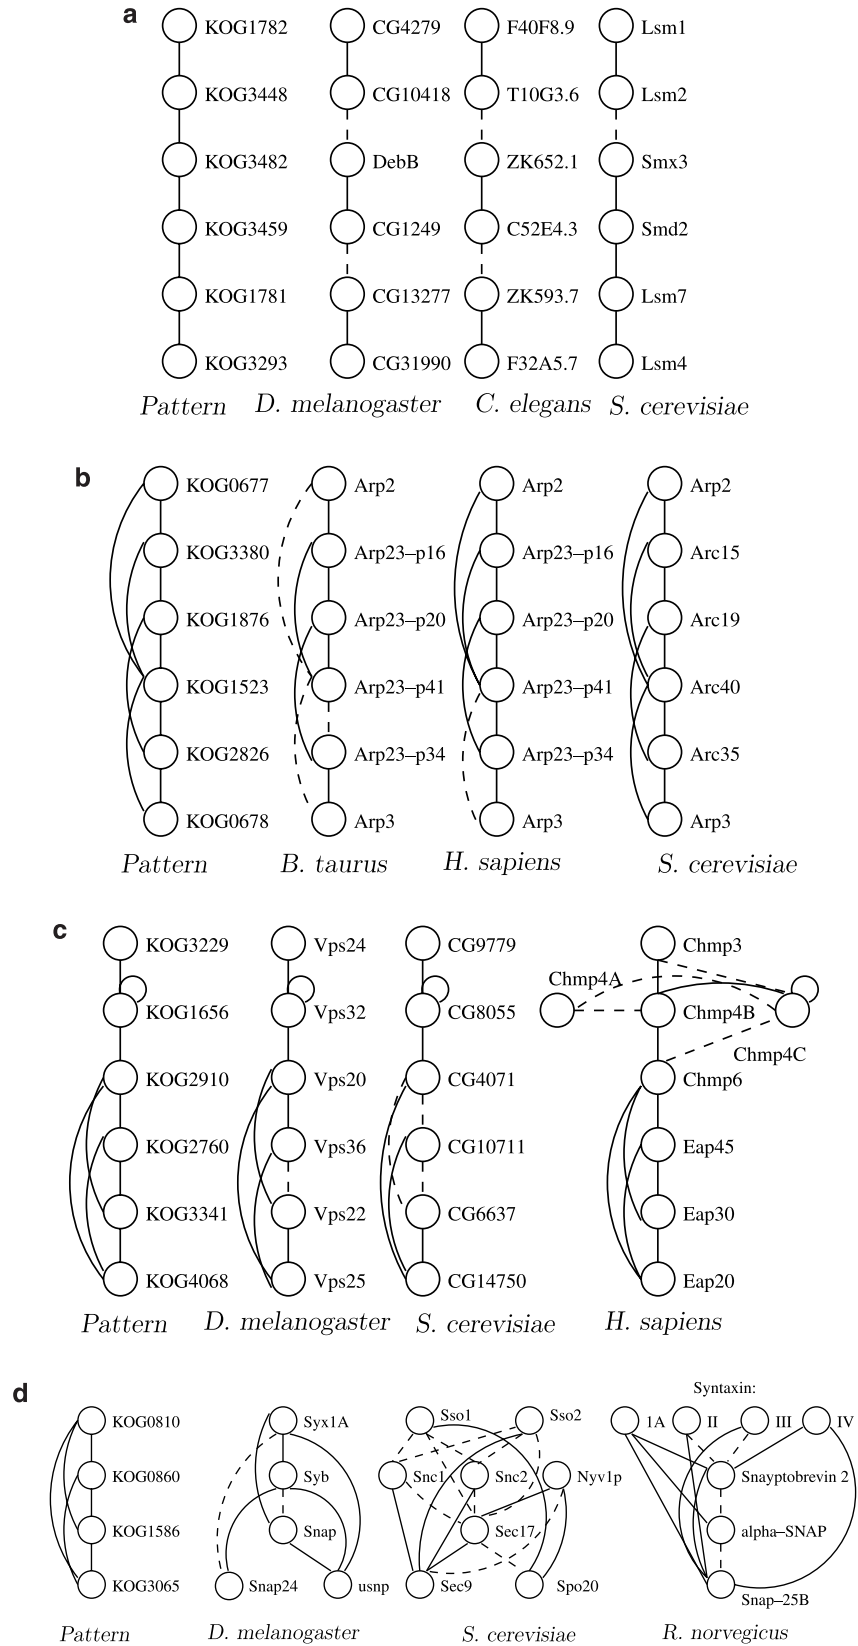 a
KOG1782 CG4279 F40F8.9 Lsm1
KOG3448 CG10418 T10G3.6 Lsm2
KOG3482 DebB ZK652.1 Smx3
KOG3459 CG1249 C52E4.3 Smd2
KOG1781 CG13277 ZK593.7 Lsm7
KOG3293 CG31990 F32A5.7 Lsm4
Pattern D. melanogaster C. elegans S. cerevisiae
b
KOG0677 Arp2 Arp2 Arp2
KOG3380 Arp23–p16 Arp23–p16 Arc15
KOG1876 Arp23–p20 Arp23–p20 Arc19
KOG1523 Arp23–p41 Arp23–p41 Arc40
KOG2826 Arp23–p34 Arp23–p34 Arc35
KOG0678 Arp3 Arp3 Arp3
Pattern B. taurus H. sapiens S. cerevisiae
c
KOG3229 Vps24 CG9779 Chmp3
Chmp4A
KOG1656 Vps32 CG8055 Chmp4B
Chmp4C
KOG2910 Vps20 CG4071 Chmp6
KOG2760 Vps36 CG10711 Eap45
KOG3341 Vps22 CG6637 Eap30
KOG4068 Vps25 CG14750 Eap20
Pattern D. melanogaster S. cerevisiae H. sapiens
d
Syntaxin:
KOG0810 Syx1A Sso1 Sso2 1A II III IV
KOG0860 Syb Snc1 Snc2 Nyv1p Snayptobrevin 2
KOG1586 Snap Sec17 alpha–SNAP
KOG3065 Snap24 usnp Sec9 Spo20 Snap–25B
Pattern D. melanogaster S. cerevisiae R. norvegicus